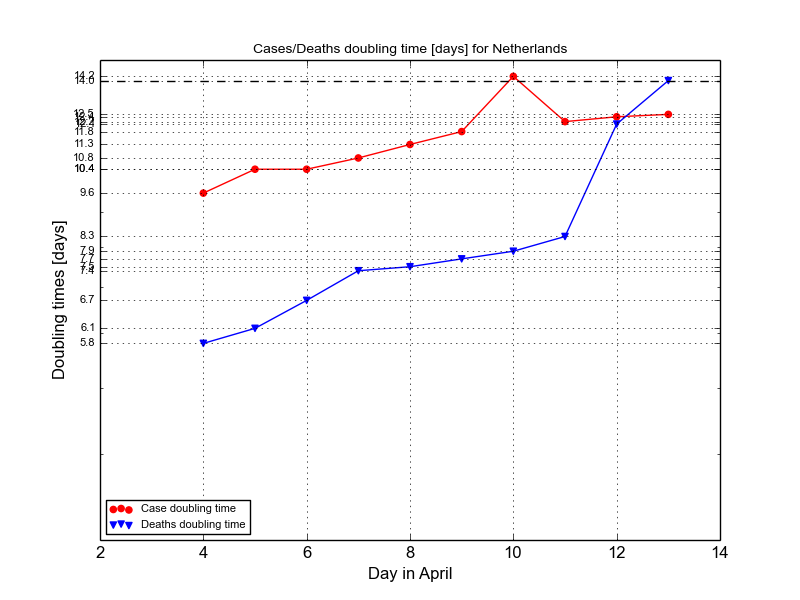 Cases/Deaths doubling time [days] for Netherlands
14.2
14.0
12.5
11.8
11.3
10.8
10.4
9.6
8.3
7.9
7.7
7.5
7.4
6.7
6.1
5.8
Doubling times [days]
Case doubling time
Deaths doubling time
2 4 6 8 10 12 14
Day in April